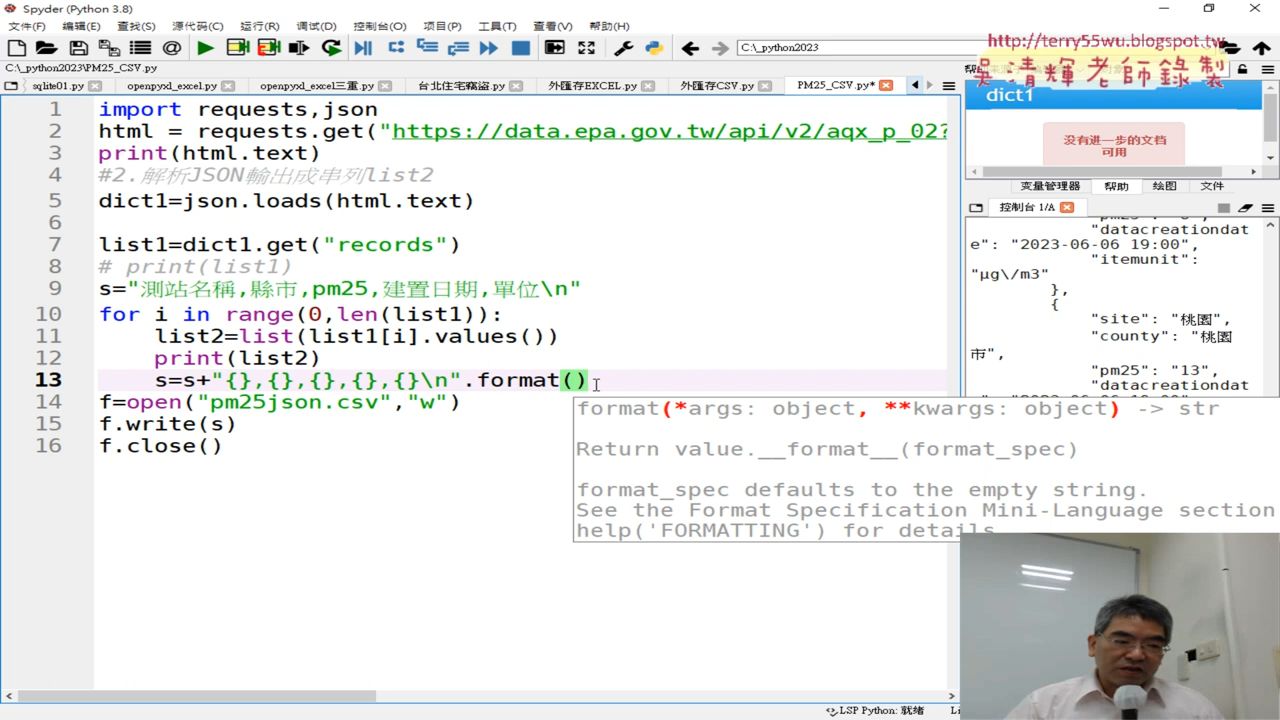 Spyder (Python 3.8)
文件(F) 编辑(E) 查找(S) 源代码(C) 运行(R) 调试(D) 控制台(O) 项目(P) 工具(T) 查看(V) 帮助(H)
C:\_python2023
http://terry55wu.blogspot.tw
吳清輝老師錄製
C:\_python2023\PM25_CSV.py
sqlite01.py openpyxl_excel.py openpyxl_excel三重.py 台北住宅竊盜.py 外匯存EXCEL.py 外匯存CSV.py PM25_CSV.py*
1 import requests,json
2 html = requests.get("https://data.epa.gov.tw/api/v2/aqx_p_02?
3 print(html.text)
4 #2.解析JSON輸出成串列list2
5 dict1=json.loads(html.text)
6
7 list1=dict1.get("records")
8 # print(list1)
9 s="測站名稱,縣市,pm25,建置日期,單位\n"
10 for i in range(0,len(list1)):
11 list2=list(list1[i].values())
12 print(list2)
13 s=s+"{},{},{},{},{}\n".format()
14 f=open("pm25json.csv","w")
15 f.write(s)
16 f.close()
format(*args: object, **kwargs: object) -> str
Return value.__format__(format_spec)
format_spec defaults to the empty string.
See the Format Specification Mini-Language section
help('FORMATTING') for details
dict1
没有进一步的文档
可用
变量管理器 帮助 绘图 文件
控制台 1/A
"datacreationdat
e": "2023-06-06 19:00",
"itemunit":
"μg\/m3"
},
{
"site": "桃園",
"county": "桃園
市",
"pm25": "13",
"datacreationdat
LSP Python: 就绪